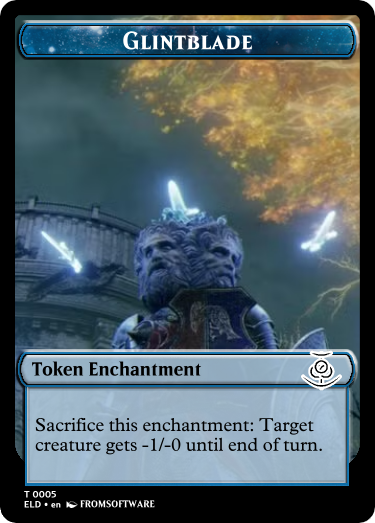 Glintblade
Token Enchantment
Sacrifice this enchantment: Target
creature gets -1/-0 until end of turn.
T 0005
ELD • en FROMSOFTWARE